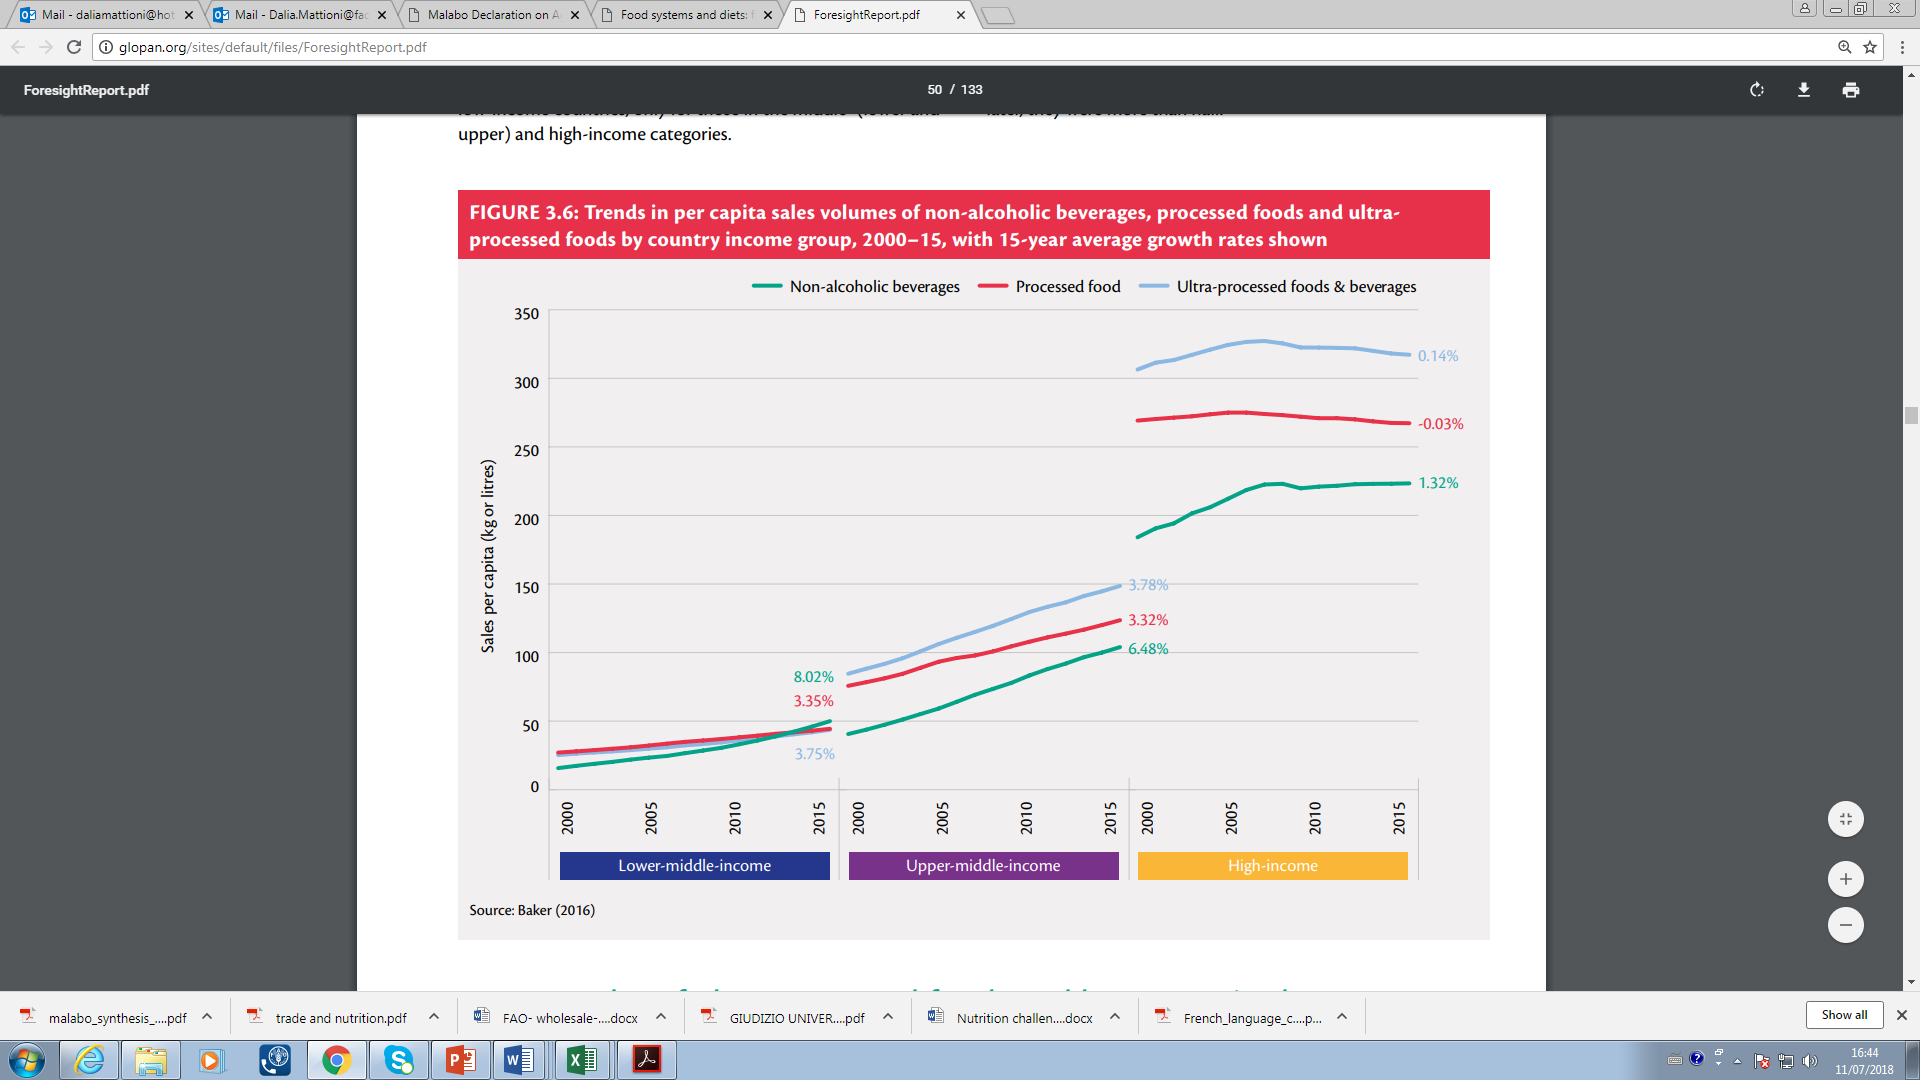 Mail - daliamattioni@hot
Mail - Dalia.Mattioni@fao
Malabo Declaration on A
Food systems and diets:
ForesightReport.pdf
glopan.org/sites/default/files/ForesightReport.pdf
ForesightReport.pdf
50 / 133
upper) and high-income categories.
FIGURE 3.6: Trends in per capita sales volumes of non-alcoholic beverages, processed foods and ultra-
processed foods by country income group, 2000–15, with 15-year average growth rates shown
Non-alcoholic beverages
Processed food
Ultra-processed foods & beverages
Sales per capita (kg or litres)
350
300
250
200
150
100
50
0
0.14%
-0.03%
1.32%
3.78%
3.32%
6.48%
8.02%
3.35%
3.75%
2000 2005 2010 2015 2000 2005 2010 2015 2000 2005 2010 2015
Lower-middle-income
Upper-middle-income
High-income
Source: Baker (2016)
malabo_synthesis_....pdf
trade and nutrition.pdf
FAO- wholesale-....docx
GIUDIZIO UNIVER....pdf
Nutrition challen....docx
French_language_c....p...
Show all
16:44
11/07/2018